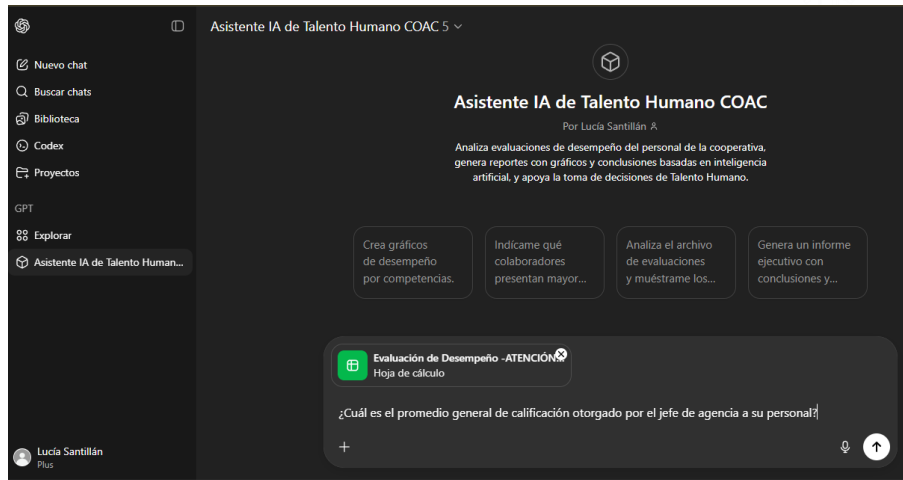 Asistente IA de Talento Humano COAC 5
Nuevo chat
Buscar chats
Biblioteca
Codex
Proyectos
GPT
Explorar
Asistente IA de Talento Human...
Lucía Santillán
Plus
Asistente IA de Talento Humano COAC
Por Lucía Santillán
Analiza evaluaciones de desempeño del personal de la cooperativa,
genera reportes con gráficos y conclusiones basadas en inteligencia
artificial, y apoya la toma de decisiones de Talento Humano.
Crea gráficos
de desempeño
por competencias.
Indícame qué
colaboradores
presentan mayor...
Analiza el archivo
de evaluaciones
y muéstrame los...
Genera un informe
ejecutivo con
conclusiones y...
Evaluación de Desempeño -ATENCIÓN
Hoja de cálculo
¿Cuál es el promedio general de calificación otorgado por el jefe de agencia a su personal?